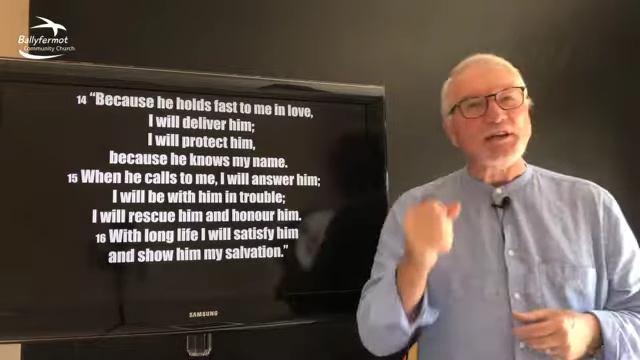 Ballyfermot
Community Church
14 “Because he holds fast to me in love,
I will deliver him;
I will protect him,
because he knows my name.
15 When he calls to me, I will answer him;
I will be with him in trouble;
I will rescue him and honour him.
16 With long life I will satisfy him
and show him my salvation.”
SAMSUNG